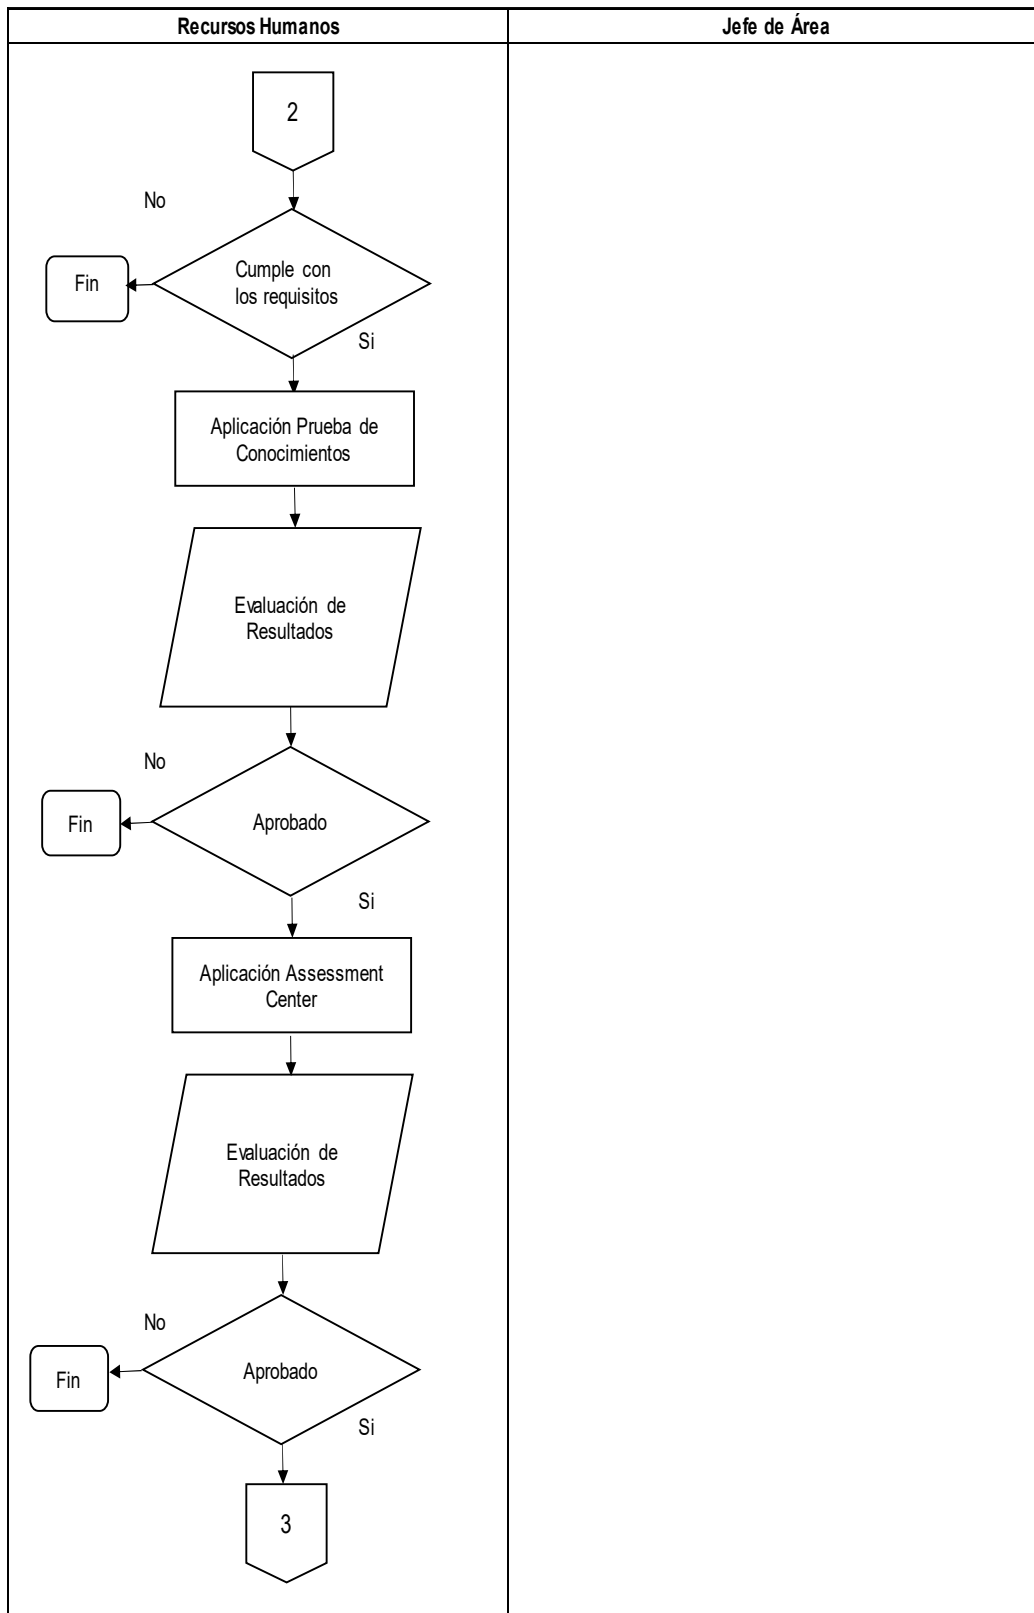 Recursos Humanos
Jefe de Área
2
No
Cumple con
los requisitos
Fin
Si
Aplicación Prueba de
Conocimientos
Evaluación de
Resultados
No
Aprobado
Fin
Si
Aplicación Assessment
Center
Evaluación de
Resultados
No
Aprobado
Fin
Si
3